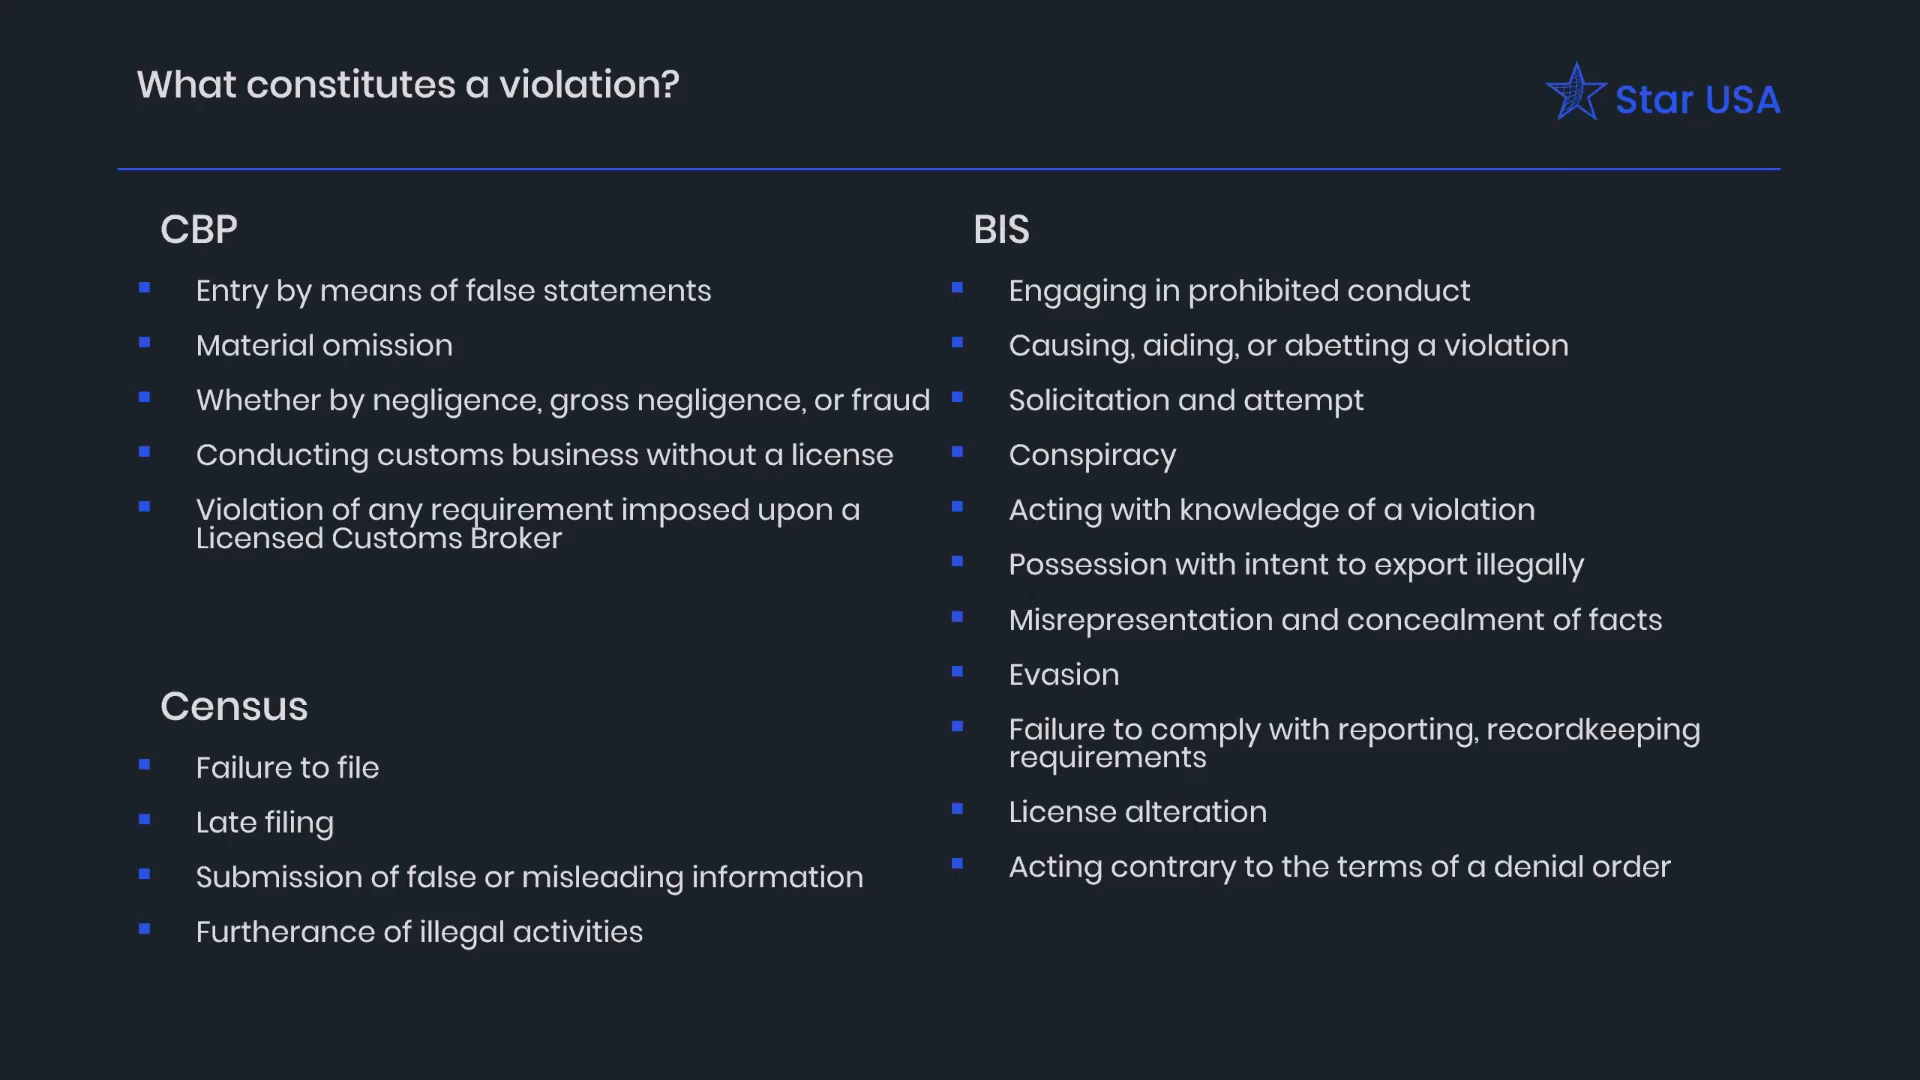 What constitutes a violation?
Star USA
CBP
Entry by means of false statements
Material omission
Whether by negligence, gross negligence, or fraud
Conducting customs business without a license
Violation of any requirement imposed upon a
Licensed Customs Broker
Census
Failure to file
Late filing
Submission of false or misleading information
Furtherance of illegal activities
BIS
Engaging in prohibited conduct
Causing, aiding, or abetting a violation
Solicitation and attempt
Conspiracy
Acting with knowledge of a violation
Possession with intent to export illegally
Misrepresentation and concealment of facts
Evasion
Failure to comply with reporting, recordkeeping
requirements
License alteration
Acting contrary to the terms of a denial order